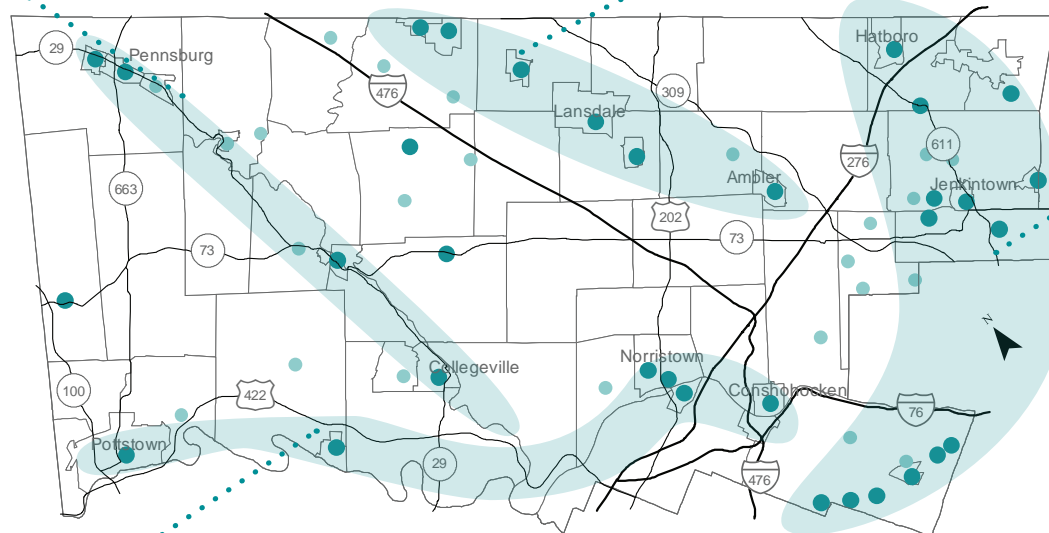 Hatboro
29
Pennsburg
476
309
Lansdale
611
276
Ambler
Jenkintown
663
202
73
73
N
Norristown
Collegeville
100
422
Conshohocken
76
Pottstown
29
476